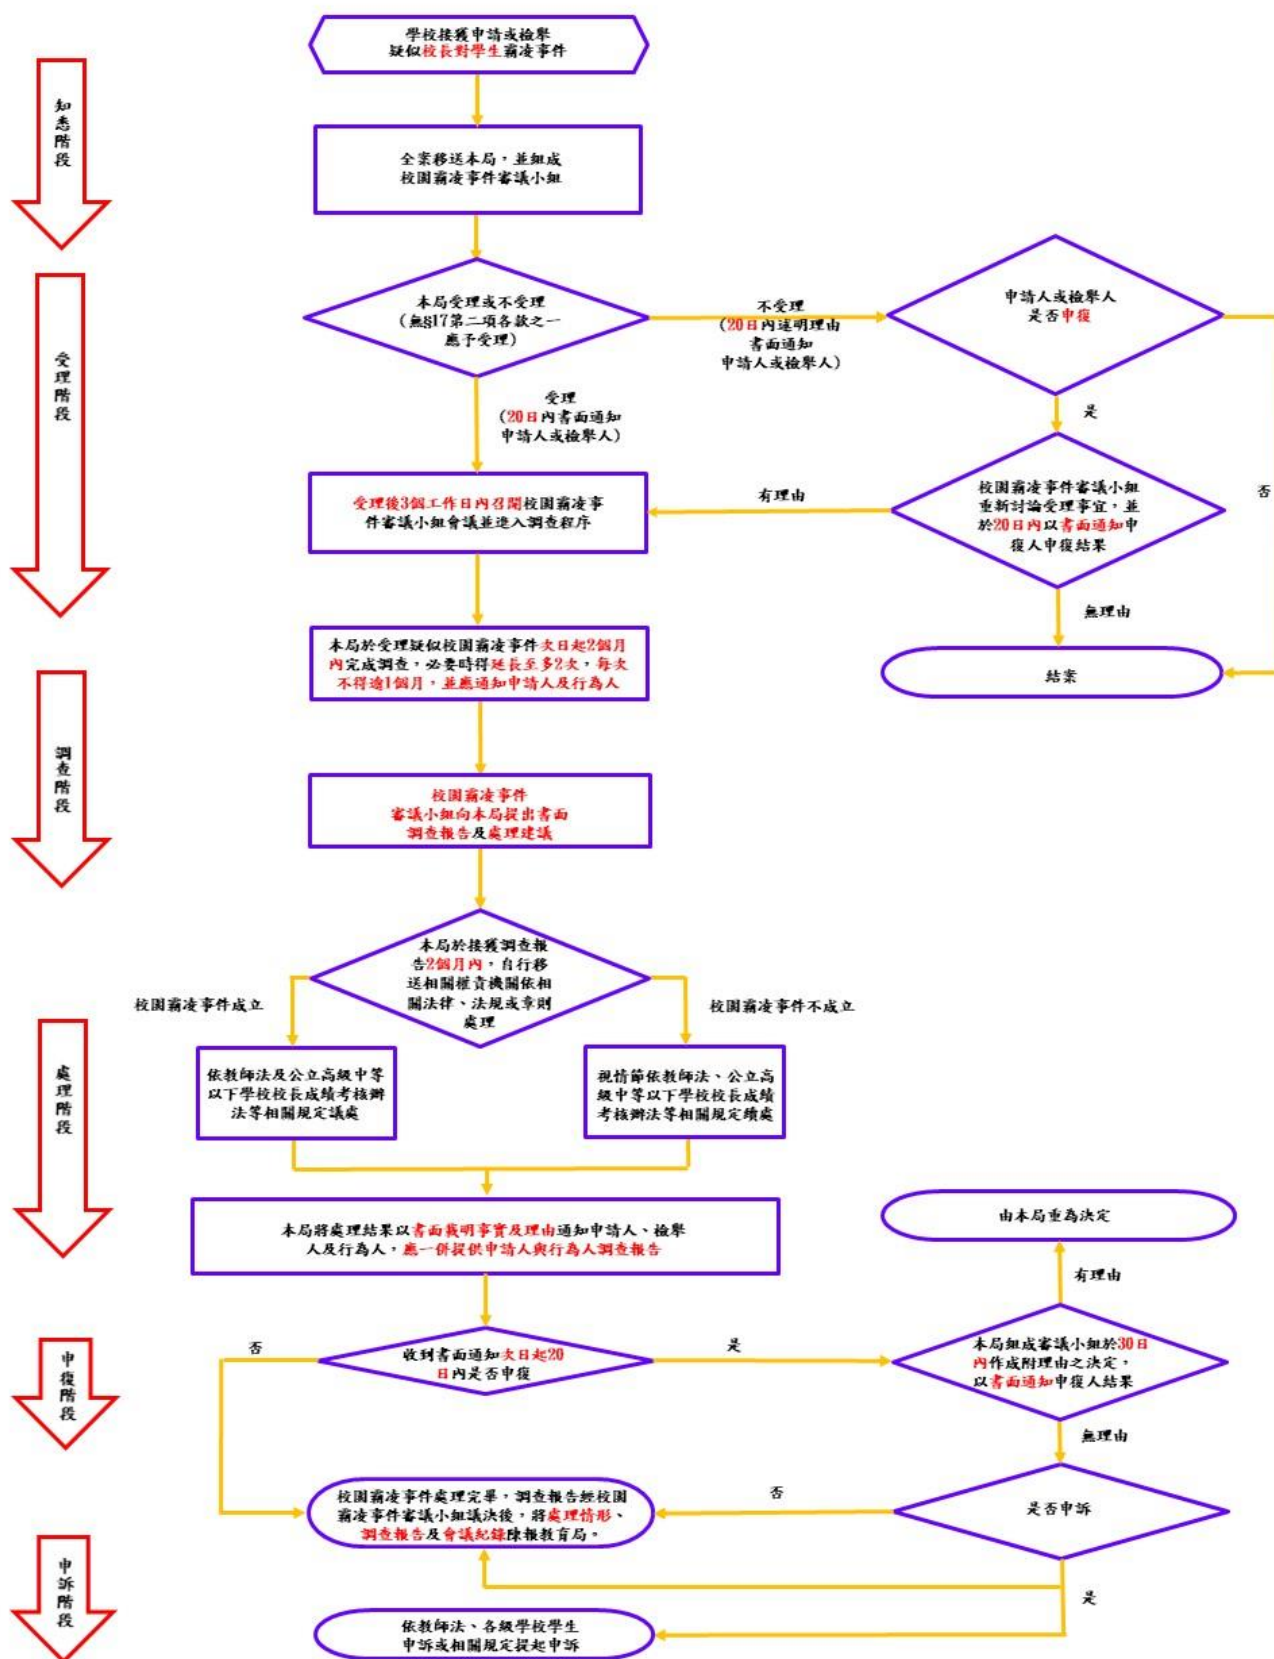 學校接獲申請或檢舉
疑似校長對學生霸凌事件
知悉階段
全案移送本局，並組成
校園霸凌事件審議小組
受理階段
本局受理或不受理
(無§17第二項各款之一
應予受理)
不受理
(20日內述明理由
書面通知
申請人或檢舉人)
申請人或檢舉人
是否申復
受理
(20日內書面通知
申請人或檢舉人)
是
否
受理後3個工作日內召開校園霸凌事
件審議小組會議並進入調查程序
有理由
校園霸凌事件審議小組
重新討論受理事宜，並
於20日內以書面通知申
復人申復結果
無理由
結案
本局於受理疑似校園霸凌事件次日起2個月
內完成調查，必要時得延長至多2次，每次
不得逾1個月，並應通知申請人及行為人
調查階段
校園霸凌事件
審議小組向本局提出書面
調查報告及處理建議
本局於接獲調查報
告2個月內，自行移
送相關權責機關依相
關法律、法規或章則
處理
校園霸凌事件成立
校園霸凌事件不成立
處理階段
依教師法及公立高級中等
以下學校校長成績考核辦
法等相關規定議處
視情節依教師法、公立高
級中等以下學校校長成績
考核辦法等相關規定續處
本局將處理結果以書面載明事實及理由通知申請人、檢舉
人及行為人，應一併提供申請人與行為人調查報告
由本局重為決定
有理由
申復階段
否
收到書面通知次日起20
日內是否申復
是
本局組成審議小組於30日
內作成附理由之決定，
以書面通知申復人結果
無理由
校園霸凌事件處理完畢，調查報告經校園
霸凌事件審議小組議決後，將處理情形、
調查報告及會議紀錄陳報教育局。
否
是否申訴
申訴階段
是
依教師法、各級學校學生
申訴或相關規定提起申訴